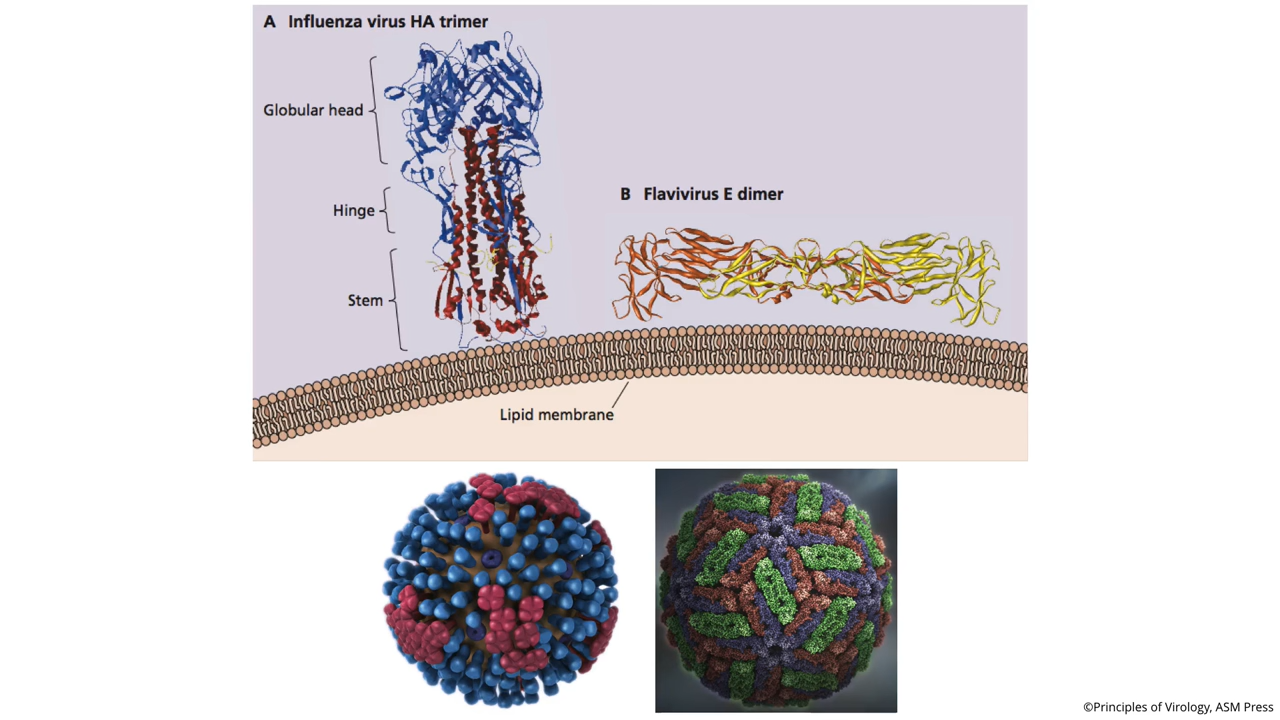 A Influenza virus HA trimer
Globular head
Hinge
Stem
B Flavivirus E dimer
Lipid membrane
©Principles of Virology, ASM Press